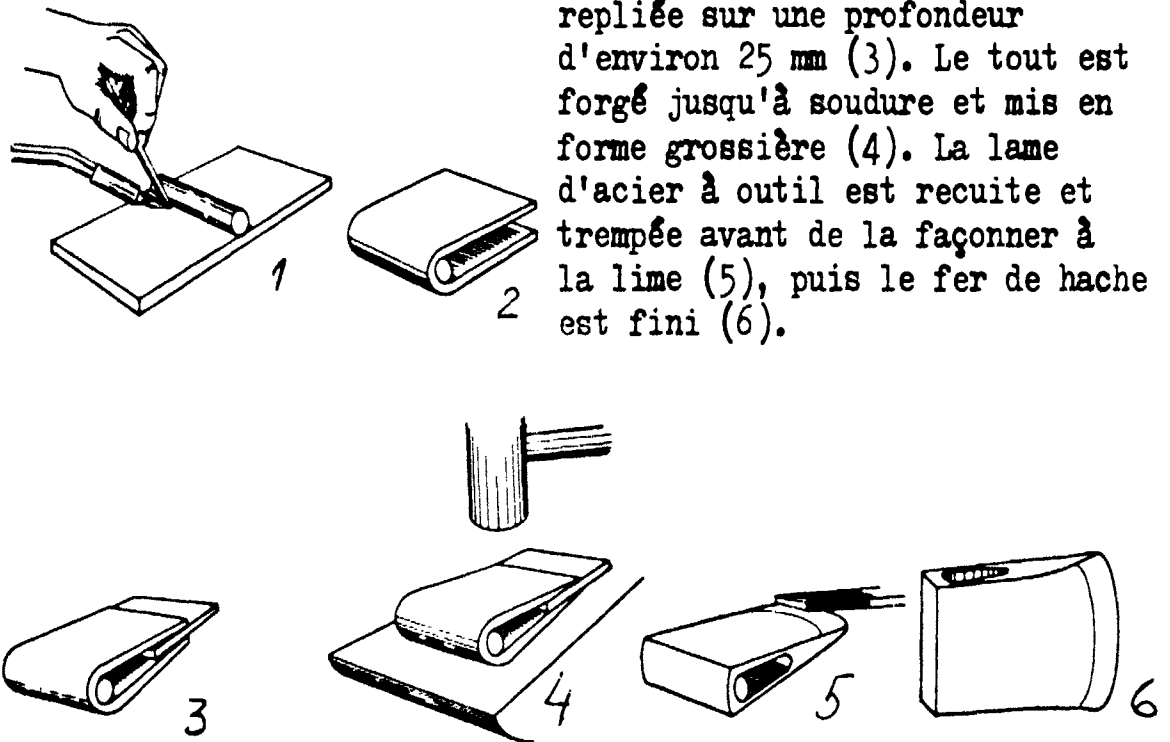 repliée sur une profondeur
d'environ 25 mm (3). Le tout est
forgé jusqu'à soudure et mis en
forme grossière (4). La lame
d'acier à outil est recuite et
trempée avant de la façonner à
la lime (5), puis le fer de hache
est fini (6).
1
2
3
4
5
6